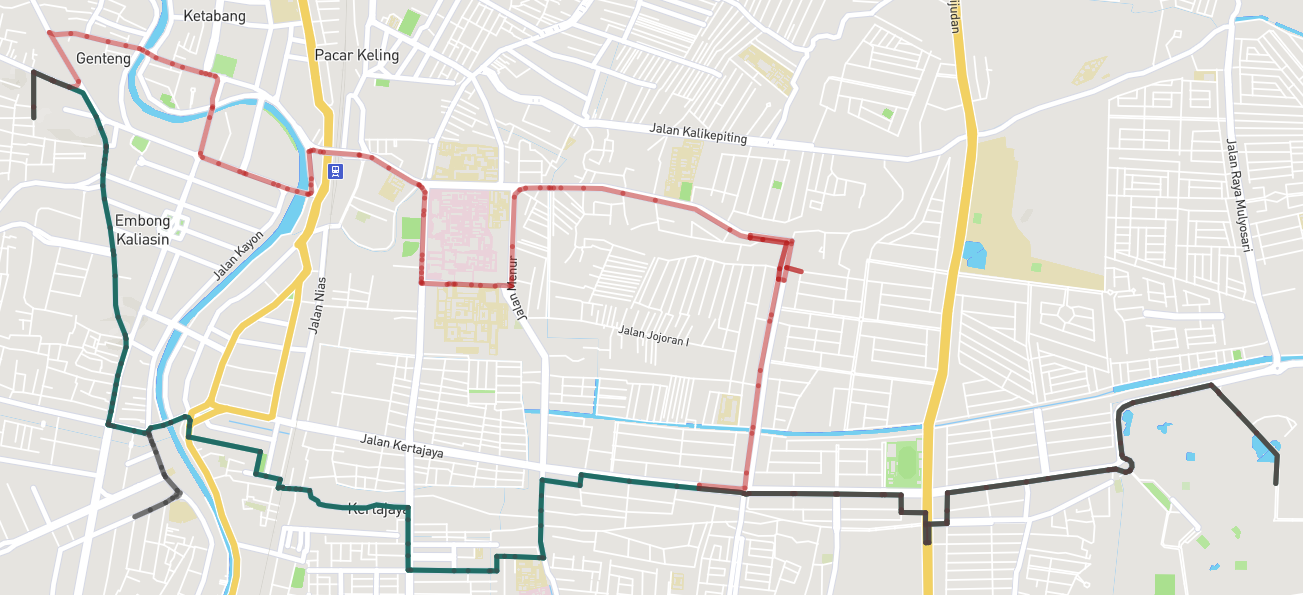 Ketabang
Pacar Keling
Genteng
Jalan Kalikepiting
Jalan Raya Mulyosari
Embong
Kaliasin
Jalan Kayon
Jalan Nias
Jalan Menur
Jalan Jojoran I
Jalan Kertajaya
Kertajaya